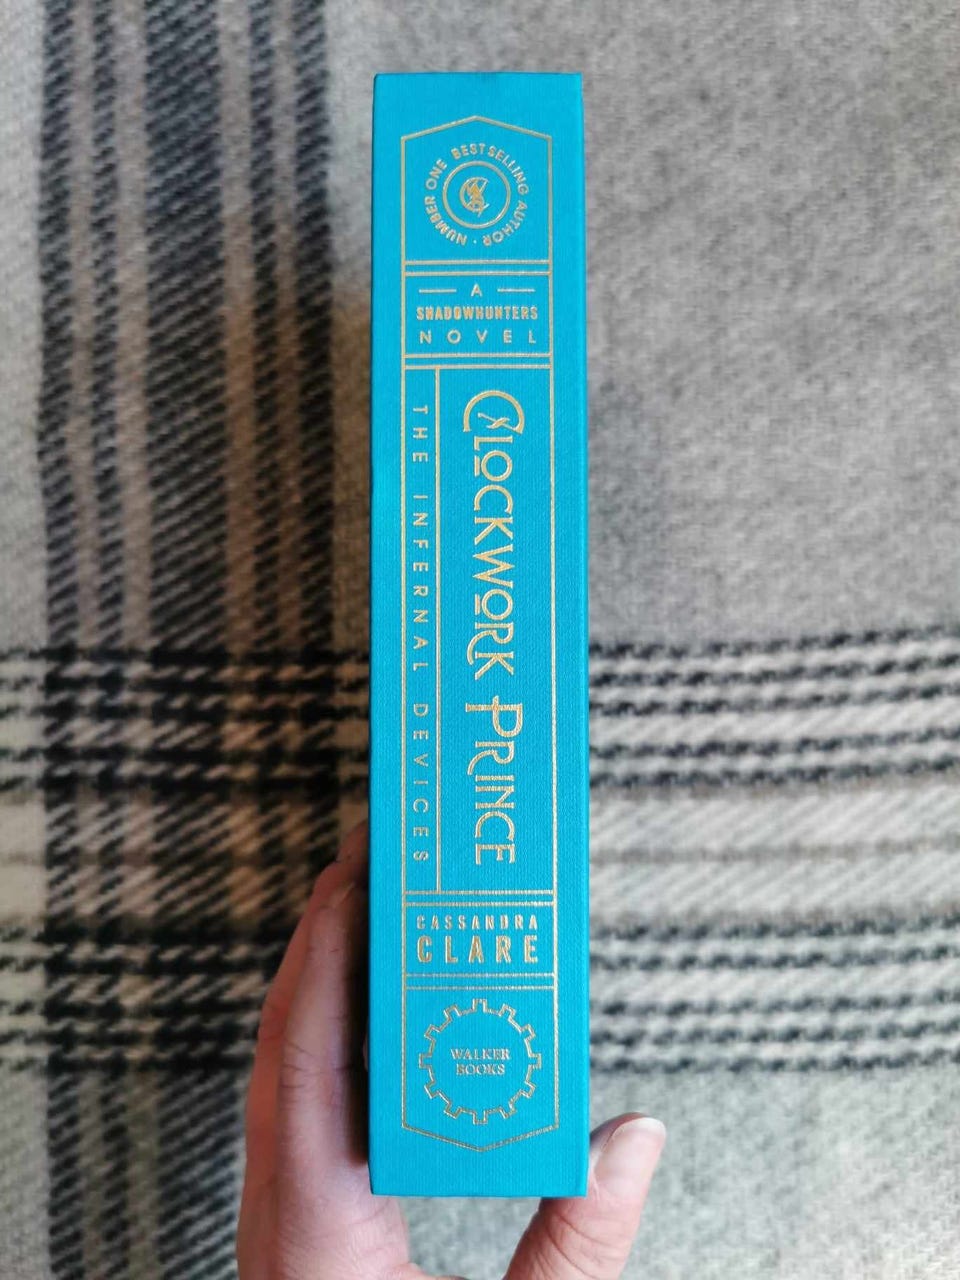 NUMBER ONE BESTSELLING AUTHOR ·
A
SHADOWHUNTERS
NOVEL
CLOCKWORK PRINCE
THE INFERNAL DEVICES
CASSANDRA
CLARE
WALKER
BOOKS